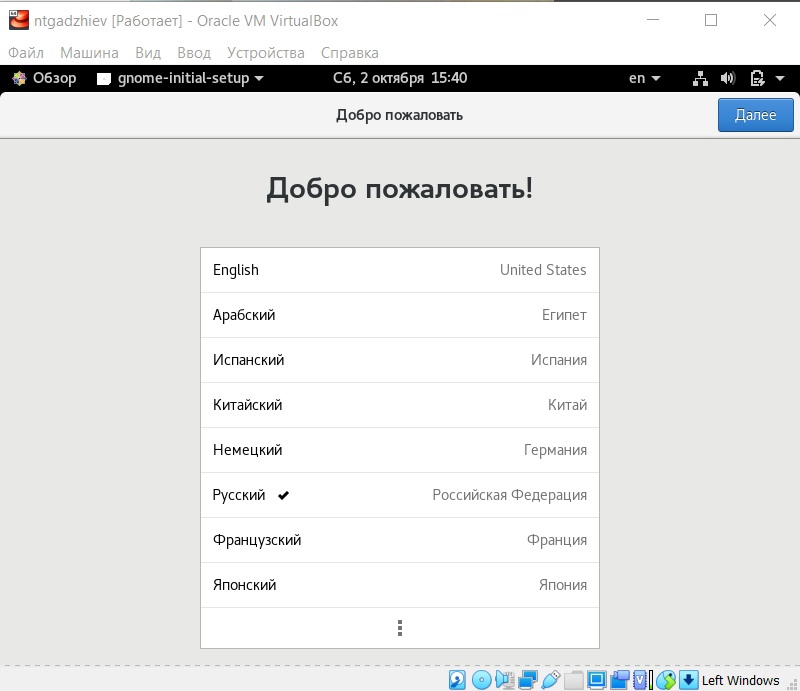 ntgadzhiev [Работает] - Oracle VM VirtualBox
Файл Машина Вид Ввод Устройства Справка
Обзор gnome-initial-setup Сб, 2 октября 15:40 en
Добро пожаловать Далее
Добро пожаловать!
English United States
Арабский Египет
Испанский Испания
Китайский Китай
Немецкий Германия
Русский Российская Федерация
Французский Франция
Японский Япония
Left Windows